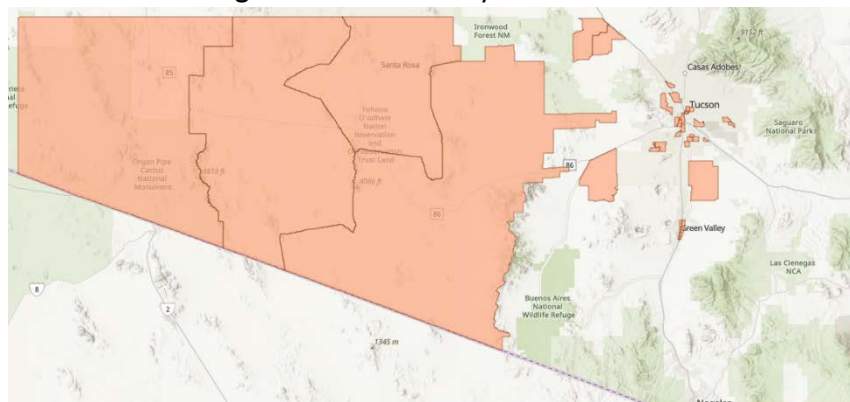 Ironwood
Forest NM
9152 ft
Casas Adobes
85
Santa Rosa
Tucson
Tohono
O'odham
Nation
Reservation
and
Trust Land
Saguaro
National Park
Organ Pipe
Cactus
National
Monument
86
86
Green Valley
Las Cienegas
NCA
Buenos Aires
National
Wildlife Refuge
8
2
1345 m